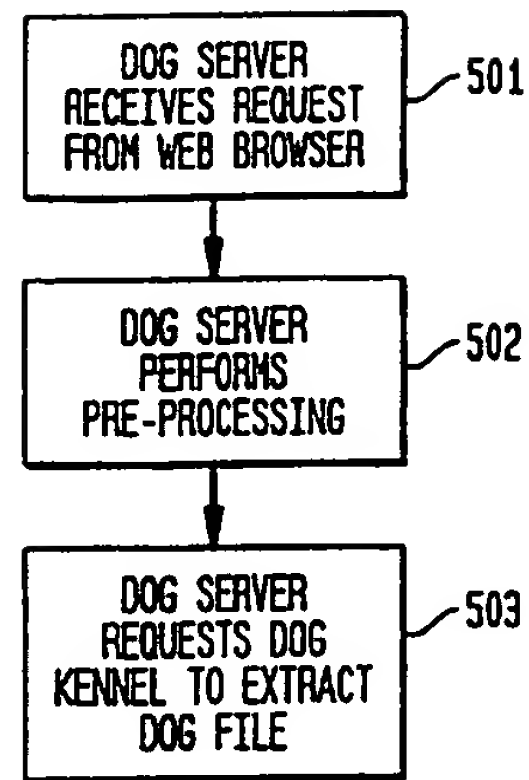 DOG SERVER
RECEIVES REQUEST
FROM WEB BROWSER
501
DOG SERVER
PERFORMS
PRE-PROCESSING
502
DOG SERVER
REQUESTS DOG
KENNEL TO EXTRACT
DOG FILE
503